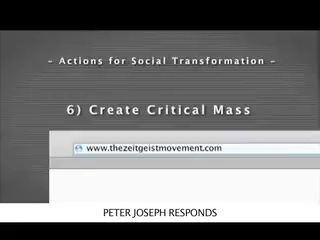 - Actions for Social Transformation -
6) Create Critical Mass
www.thezeitgeistmovement.com
PETER JOSEPH RESPONDS